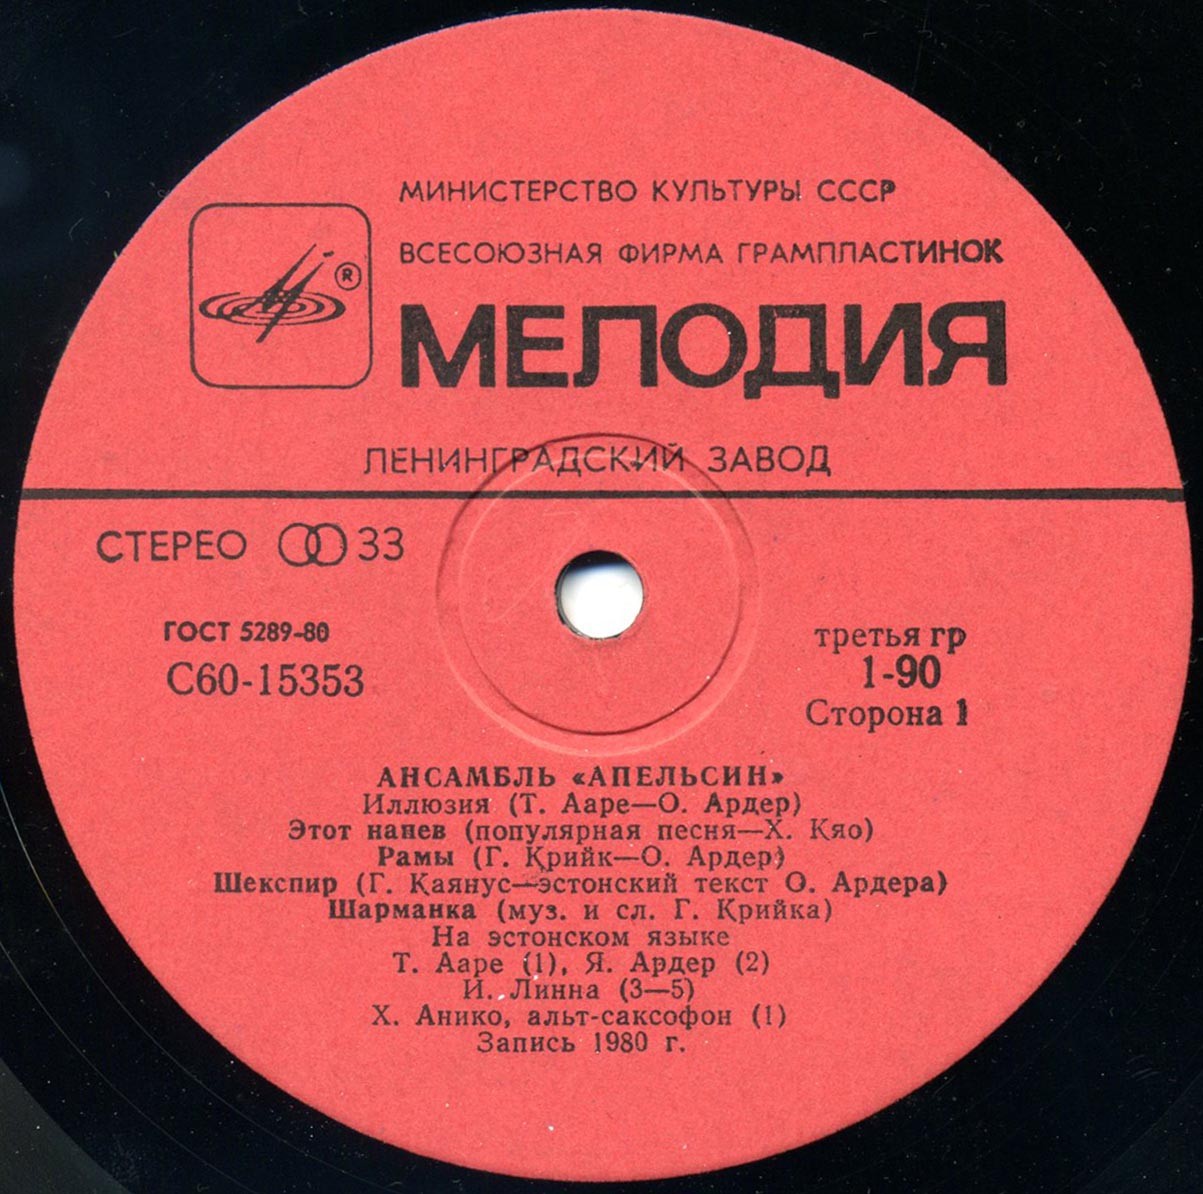 МИНИСТЕРСТВО КУЛЬТУРЫ СССР
ВСЕСОЮЗНАЯ ФИРМА ГРАМПЛАСТИНОК
®
МЕЛОДИЯ
ЛЕНИНГРАДСКИЙ ЗАВОД
СТЕРЕО 33
ГОСТ 5289-80
С60-15353
третья гр
1-90
Сторона 1
АНСАМБЛЬ «АПЕЛЬСИН»
Иллюзия (Т. Ааре—О. Ардер)
Этот напев (популярная песня—Х. Кяо)
Рамы (Г. Крийк—О. Ардер)
Шекспир (Г. Каянус—эстонский текст О. Ардера)
Шарманка (муз. и сл. Г. Крийка)
На эстонском языке
Т. Ааре (1), Я. Ардер (2)
И. Линна (3—5)
Х. Анико, альт-саксофон (1)
Запись 1980 г.